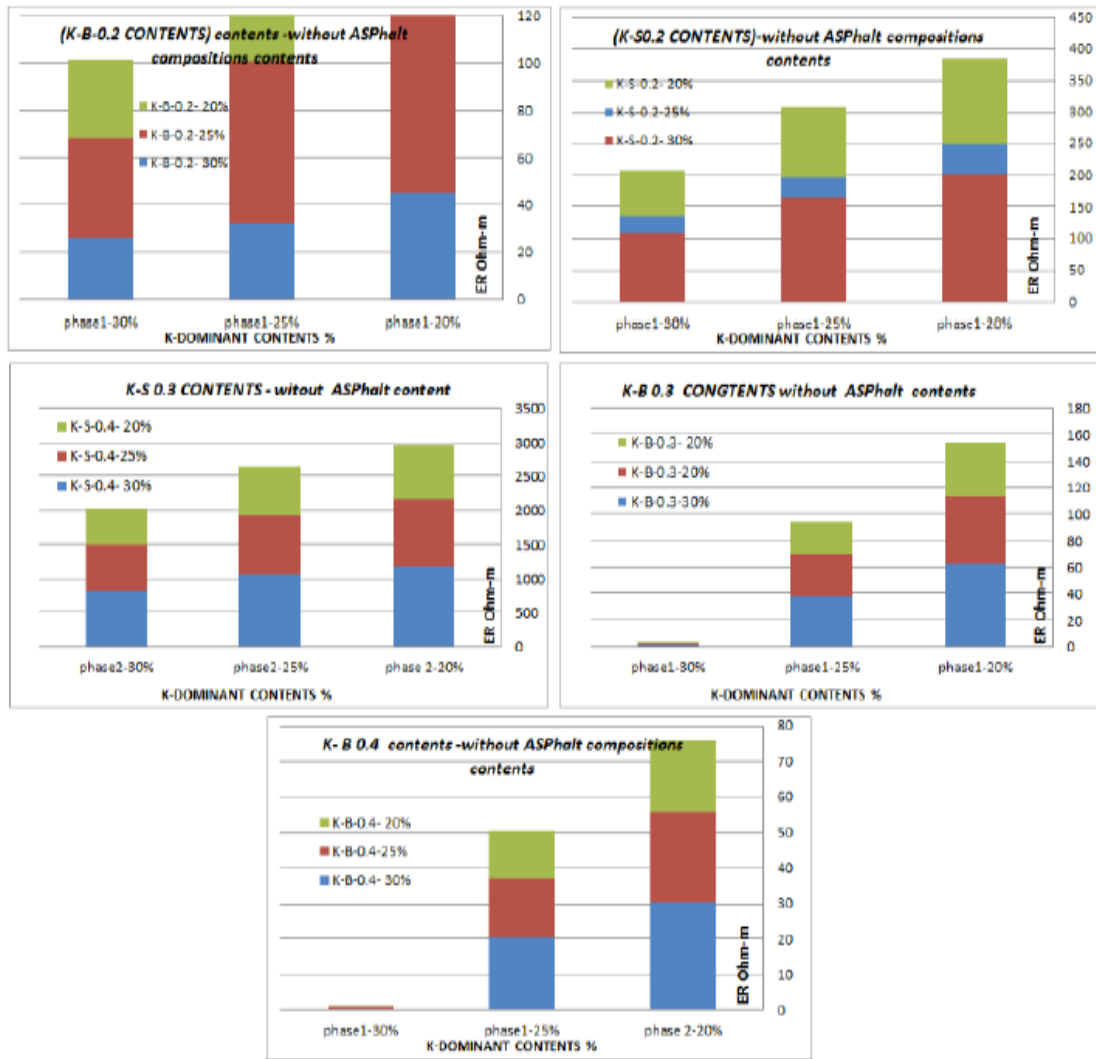 (K-B-0.2 CONTENTS) contents -without ASPhalt
compositions contents
K-B-0.2- 20%
K-B-0.2-25%
K-B-0.2- 30%
120
100
80
60
40
20
0
ER Ohm-m
phase1-30%
phase1-25%
phase1-20%
K-DOMINANT CONTENTS %
(K-S0.2 CONTENTS)-without ASPhalt compositions
contents
K-S-0.2- 20%
K-S-0.2-25%
K-S-0.2- 30%
450
400
350
300
250
200
150
100
50
0
ER Ohm-m
phase1-30%
phase1-25%
phase1-20%
K-DOMINANT CONTENTS %
K-S 0.3 CONTENTS - witout ASPhalt content
K-S-0.4- 20%
K-S-0.4-25%
K-S-0.4- 30%
3500
3000
2500
2000
1500
1000
500
0
ER Ohm-m
phase2-30%
phase2-25%
phase 2-20%
K-DOMINANT CONTENTS %
K-B 0.3 CONGTENTS without ASPhalt contents
K-B-0.3- 20%
K-B-0.3-20%
K-B-0.3-30%
180
160
140
120
100
80
60
40
20
0
ER Ohm-m
phase1-30%
phase1-25%
phase1-20%
K-DOMINANT CONTENTS %
K- B 0.4 contents -without ASPhalt compositions
contents
K-B-0.4- 20%
K-B-0.4-25%
K-B-0.4- 30%
80
70
60
50
40
30
20
10
0
ER Ohm-m
phase1-30%
phase1-25%
phase 2-20%
K-DOMINANT CONTENTS %